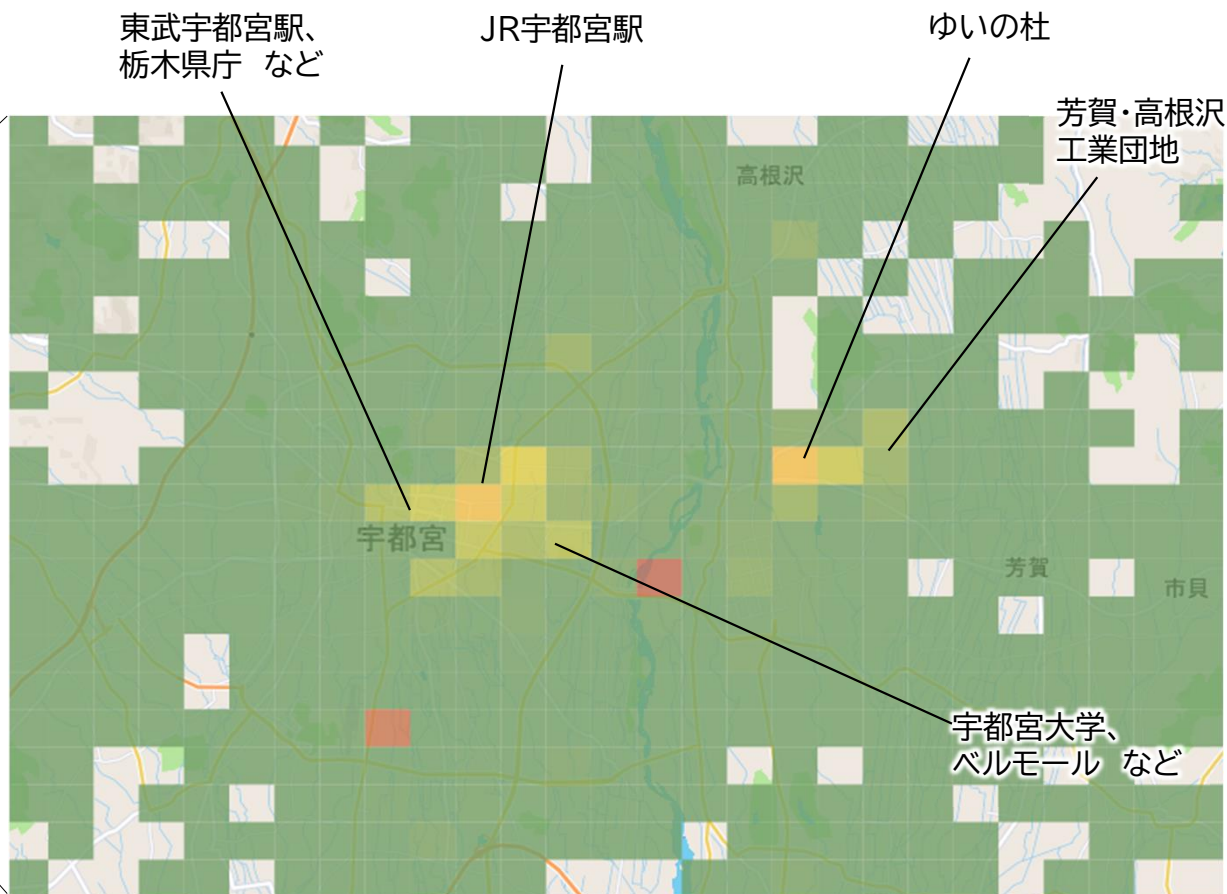 東武宇都宮駅、
栃木県庁　など
JR宇都宮駅
ゆいの杜
芳賀・高根沢
工業団地
高根沢
宇都宮
芳賀
市貝
宇都宮大学、
ベルモール　など